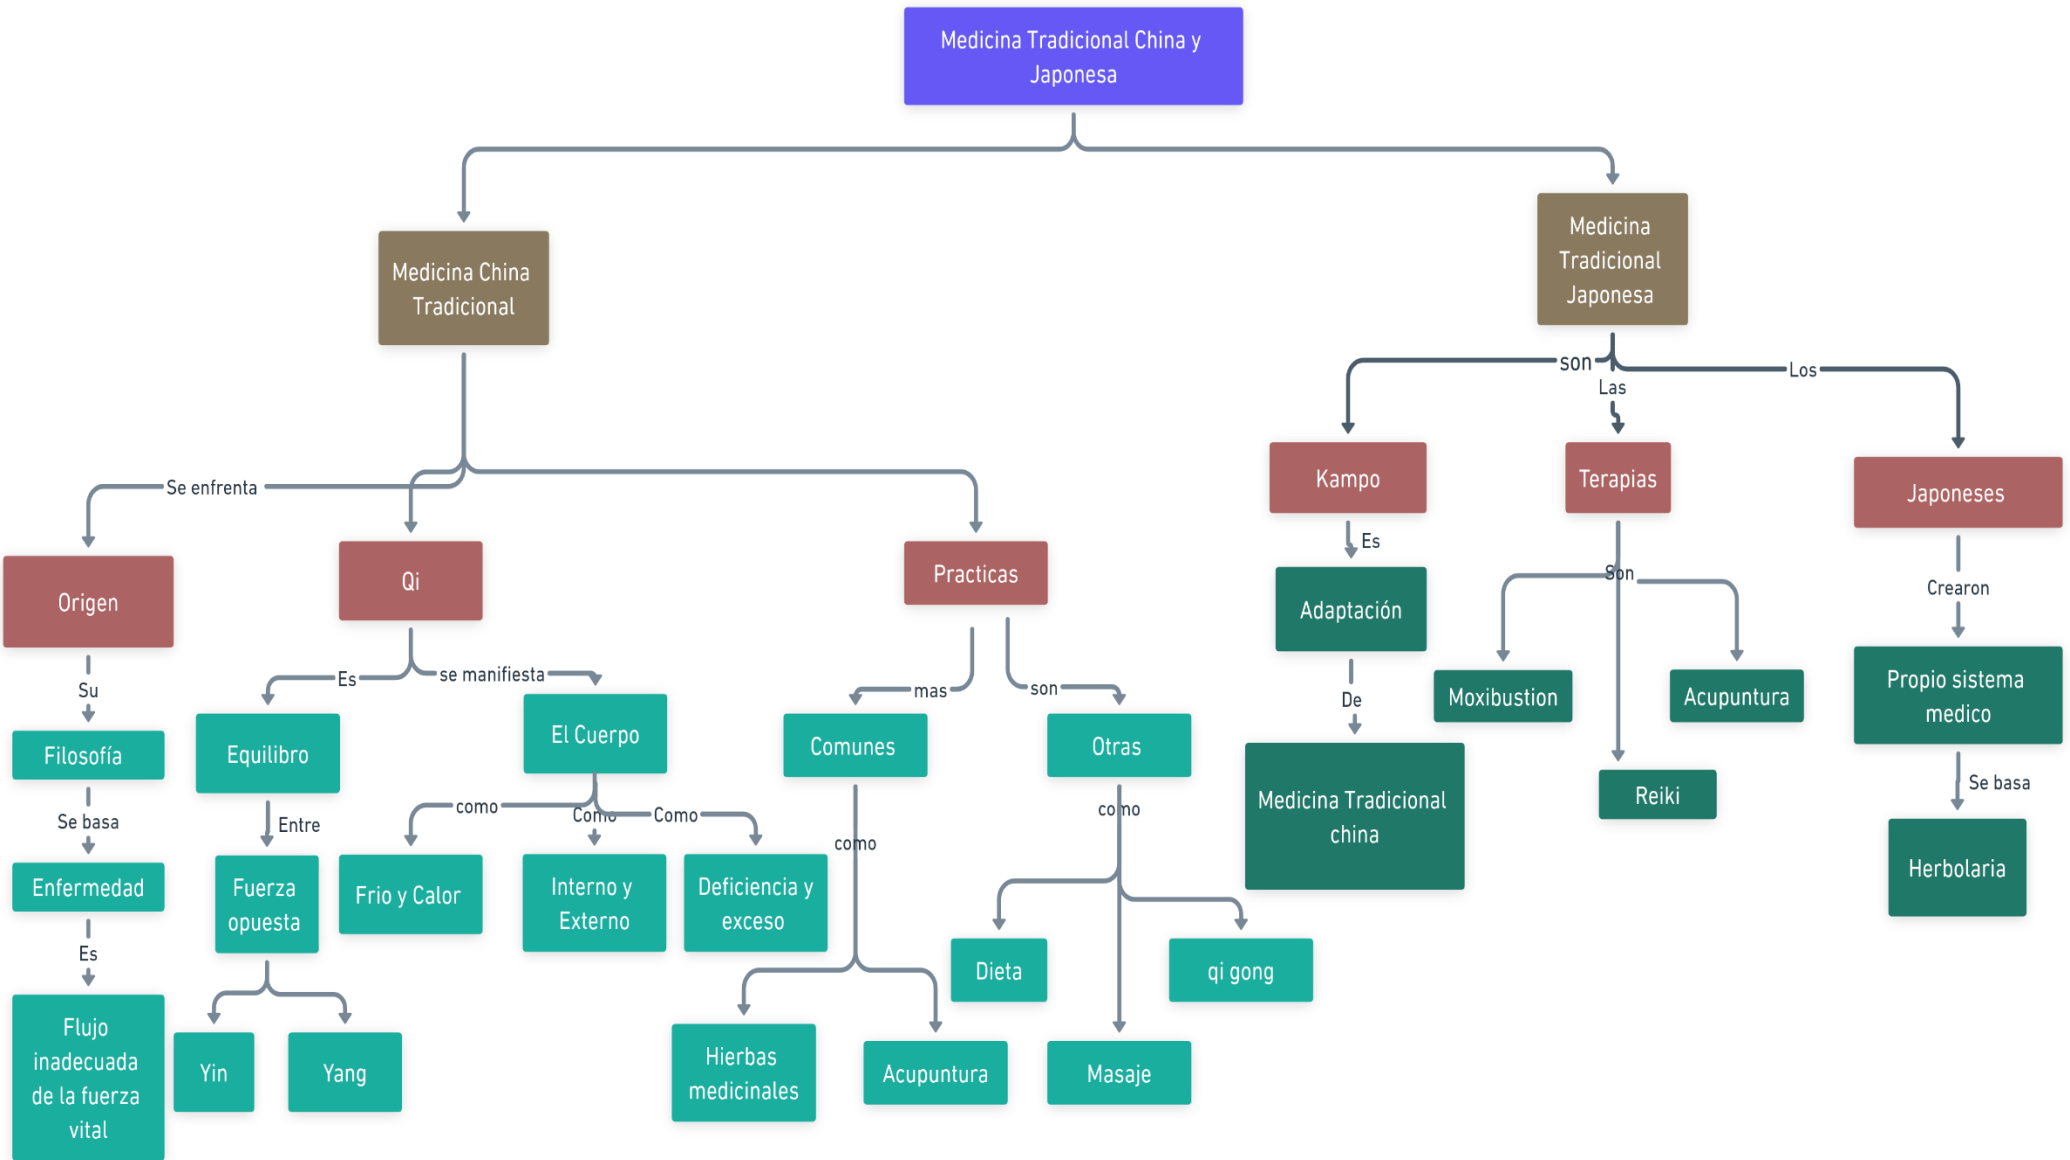 Medicina Tradicional China y
Japonesa
Medicina China
Tradicional
Medicina
Tradicional
Japonesa
Se enfrenta
son
Las
Los
Origen
Qi
Practicas
Kampo
Terapias
Japoneses
Su
Es
se manifiesta
mas
son
Es
Son
Crearon
Filosofía
Equilibro
El Cuerpo
Comunes
Otras
Adaptación
Moxibustion
Acupuntura
Propio sistema
medico
Se basa
Entre
como
Como
Como
como
como
De
Reiki
Se basa
Enfermedad
Fuerza
opuesta
Frio y Calor
Interno y
Externo
Deficiencia y
exceso
Medicina Tradicional
china
Herbolaria
Es
Dieta
qi gong
Flujo
inadecuada
de la fuerza
vital
Yin
Yang
Hierbas
medicinales
Acupuntura
Masaje